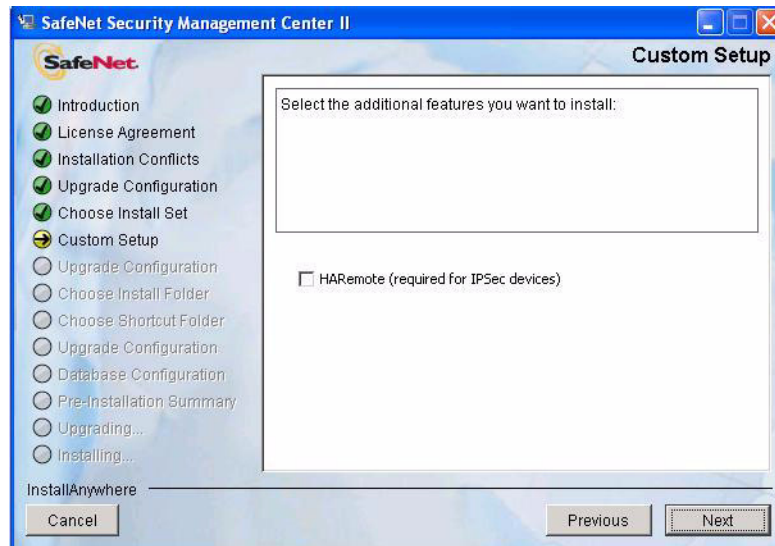 SafeNet Security Management Center II
SafeNet
Custom Setup
Introduction
License Agreement
Installation Conflicts
Upgrade Configuration
Choose Install Set
Custom Setup
Upgrade Configuration
Choose Install Folder
Choose Shortcut Folder
Upgrade Configuration
Database Configuration
Pre-Installation Summary
Upgrading...
Installing...
Select the additional features you want to install:
HARemote (required for IPSec devices)
InstallAnywhere
Cancel
Previous
Next